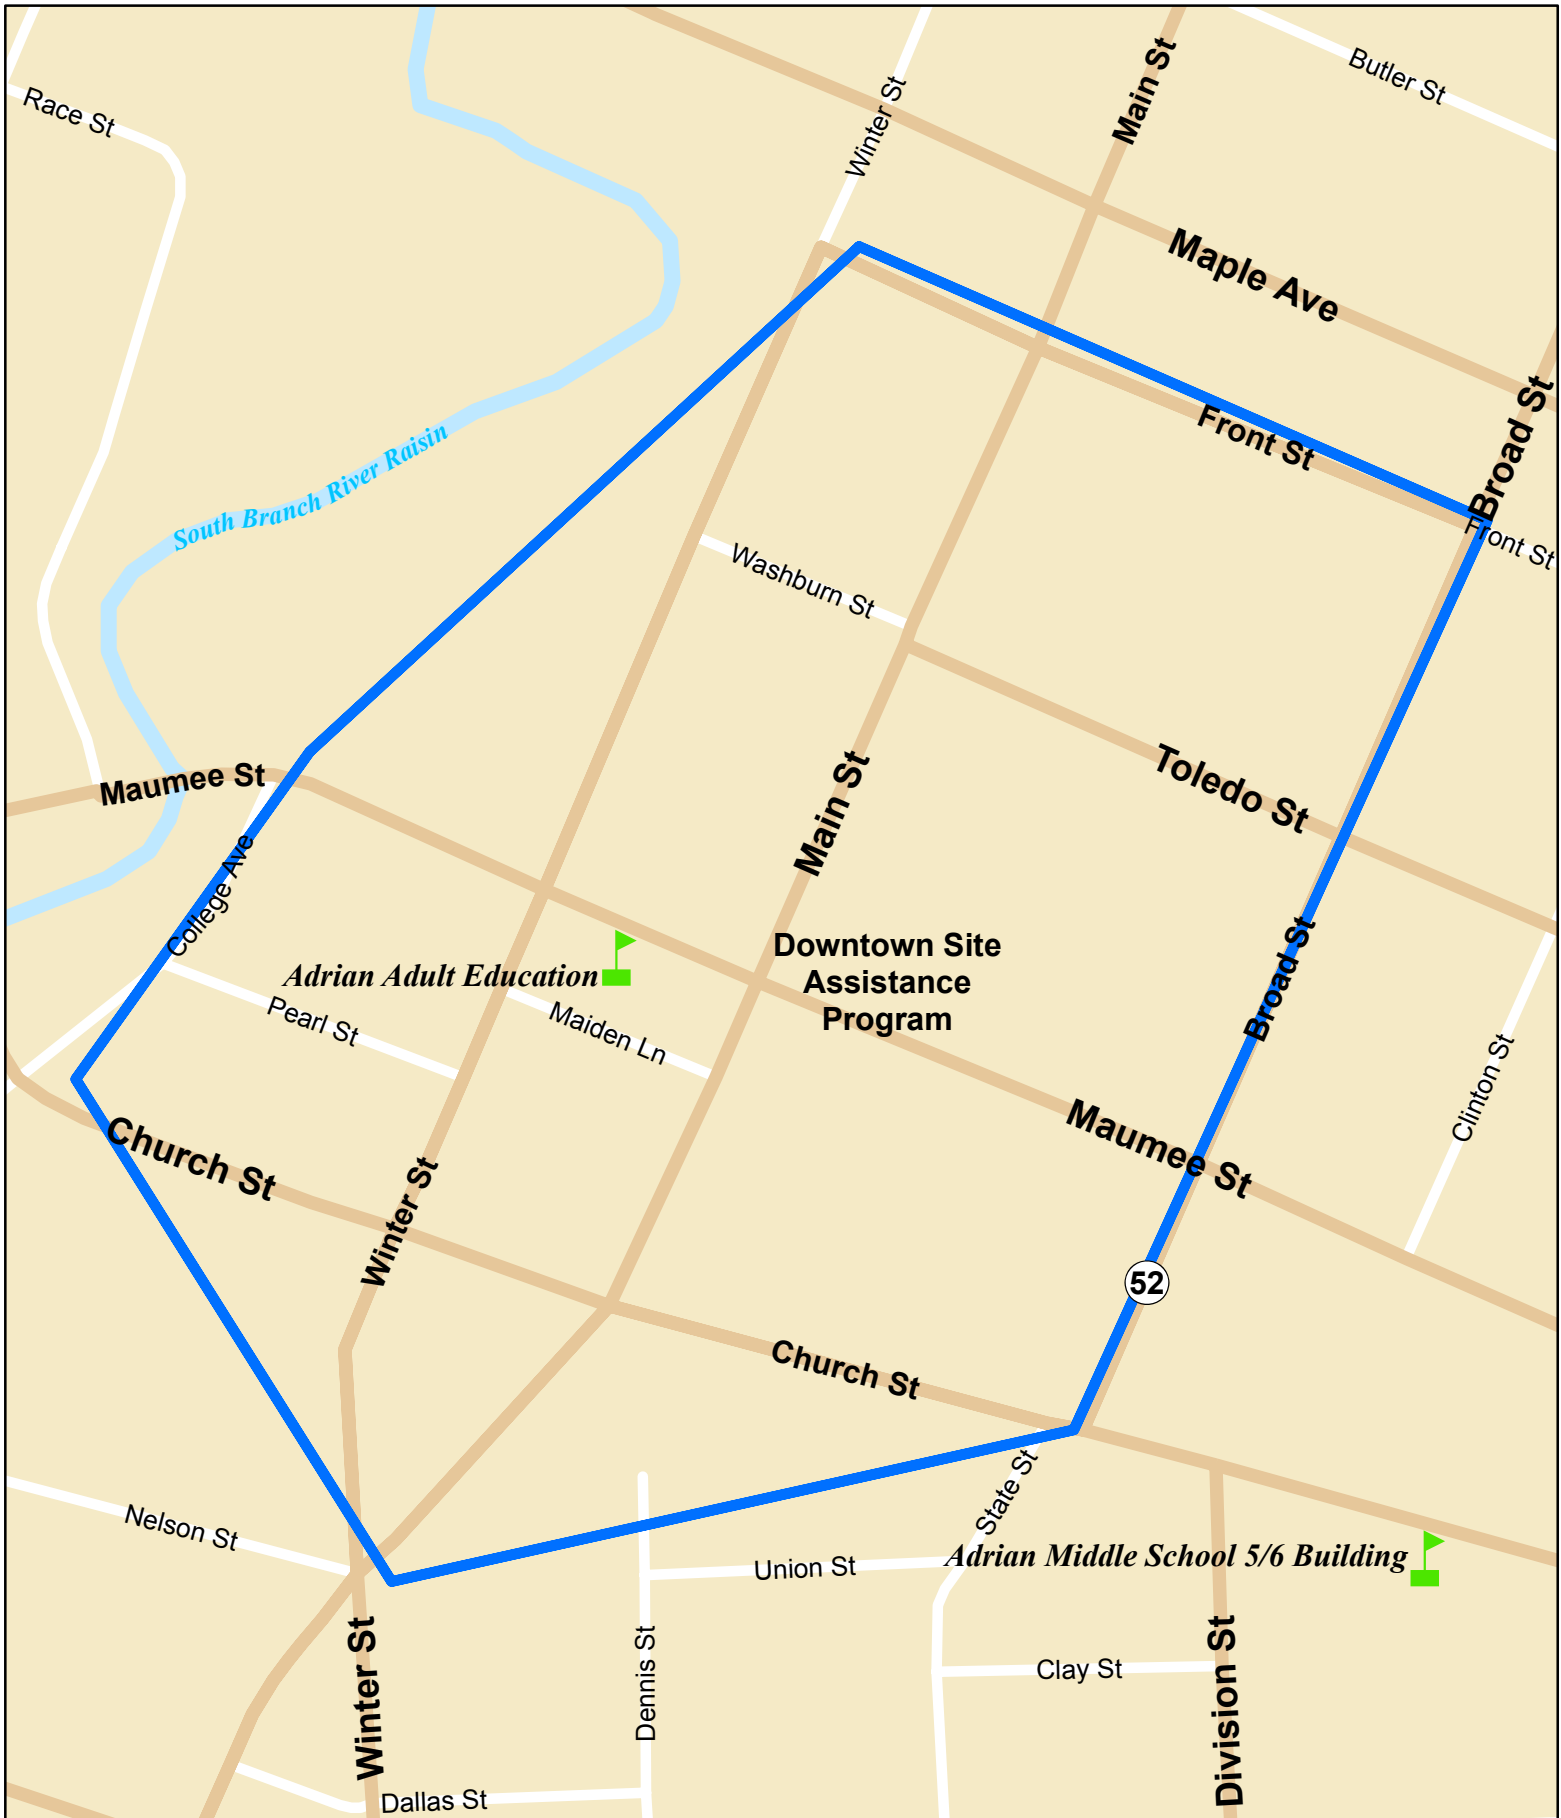 Race St
Winter St
Main St
Butler St
Maple Ave
Front St
Broad St
Front St
South Branch River Raisin
Washburn St
Maumee St
Main St
Toledo St
College Ave
Adrian Adult Education
Downtown Site
Assistance
Program
Broad St
Pearl St
Maiden Ln
Clinton St
Maumee St
Church St
Winter St
52
Church St
Nelson St
State St
Union St
Adrian Middle School 5/6 Building
Winter St
Dennis St
Clay St
Division St
Dallas St